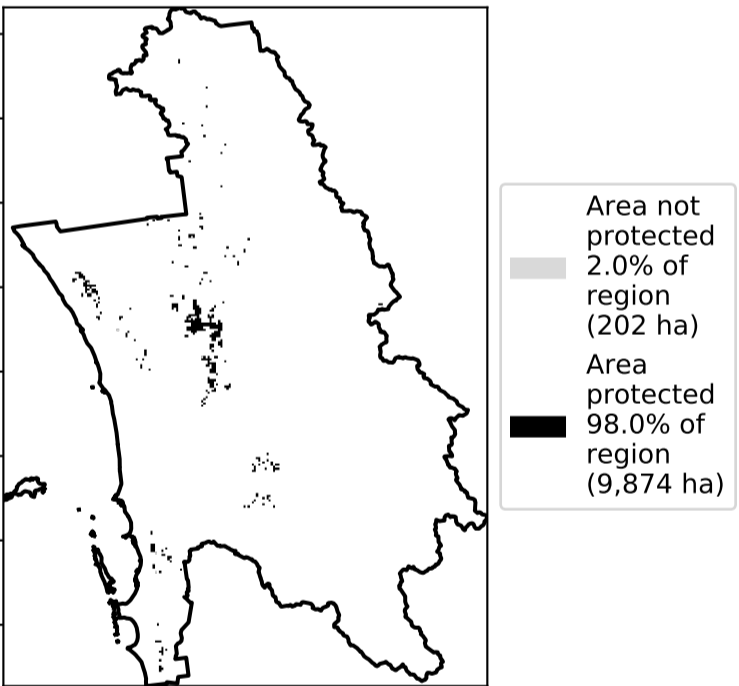 Area not
protected
2.0% of
region
(202 ha)
Area
protected
98.0% of
region
(9,874 ha)